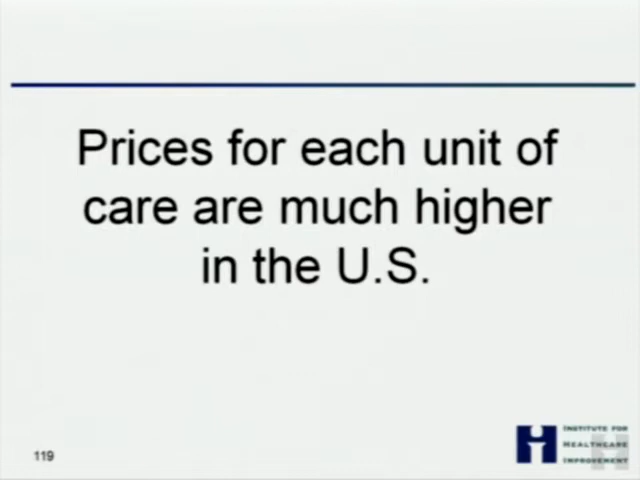 Prices for each unit of
care are much higher
in the U.S.
119
INSTITUTE FOR
HEALTHCARE
IMPROVEMENT